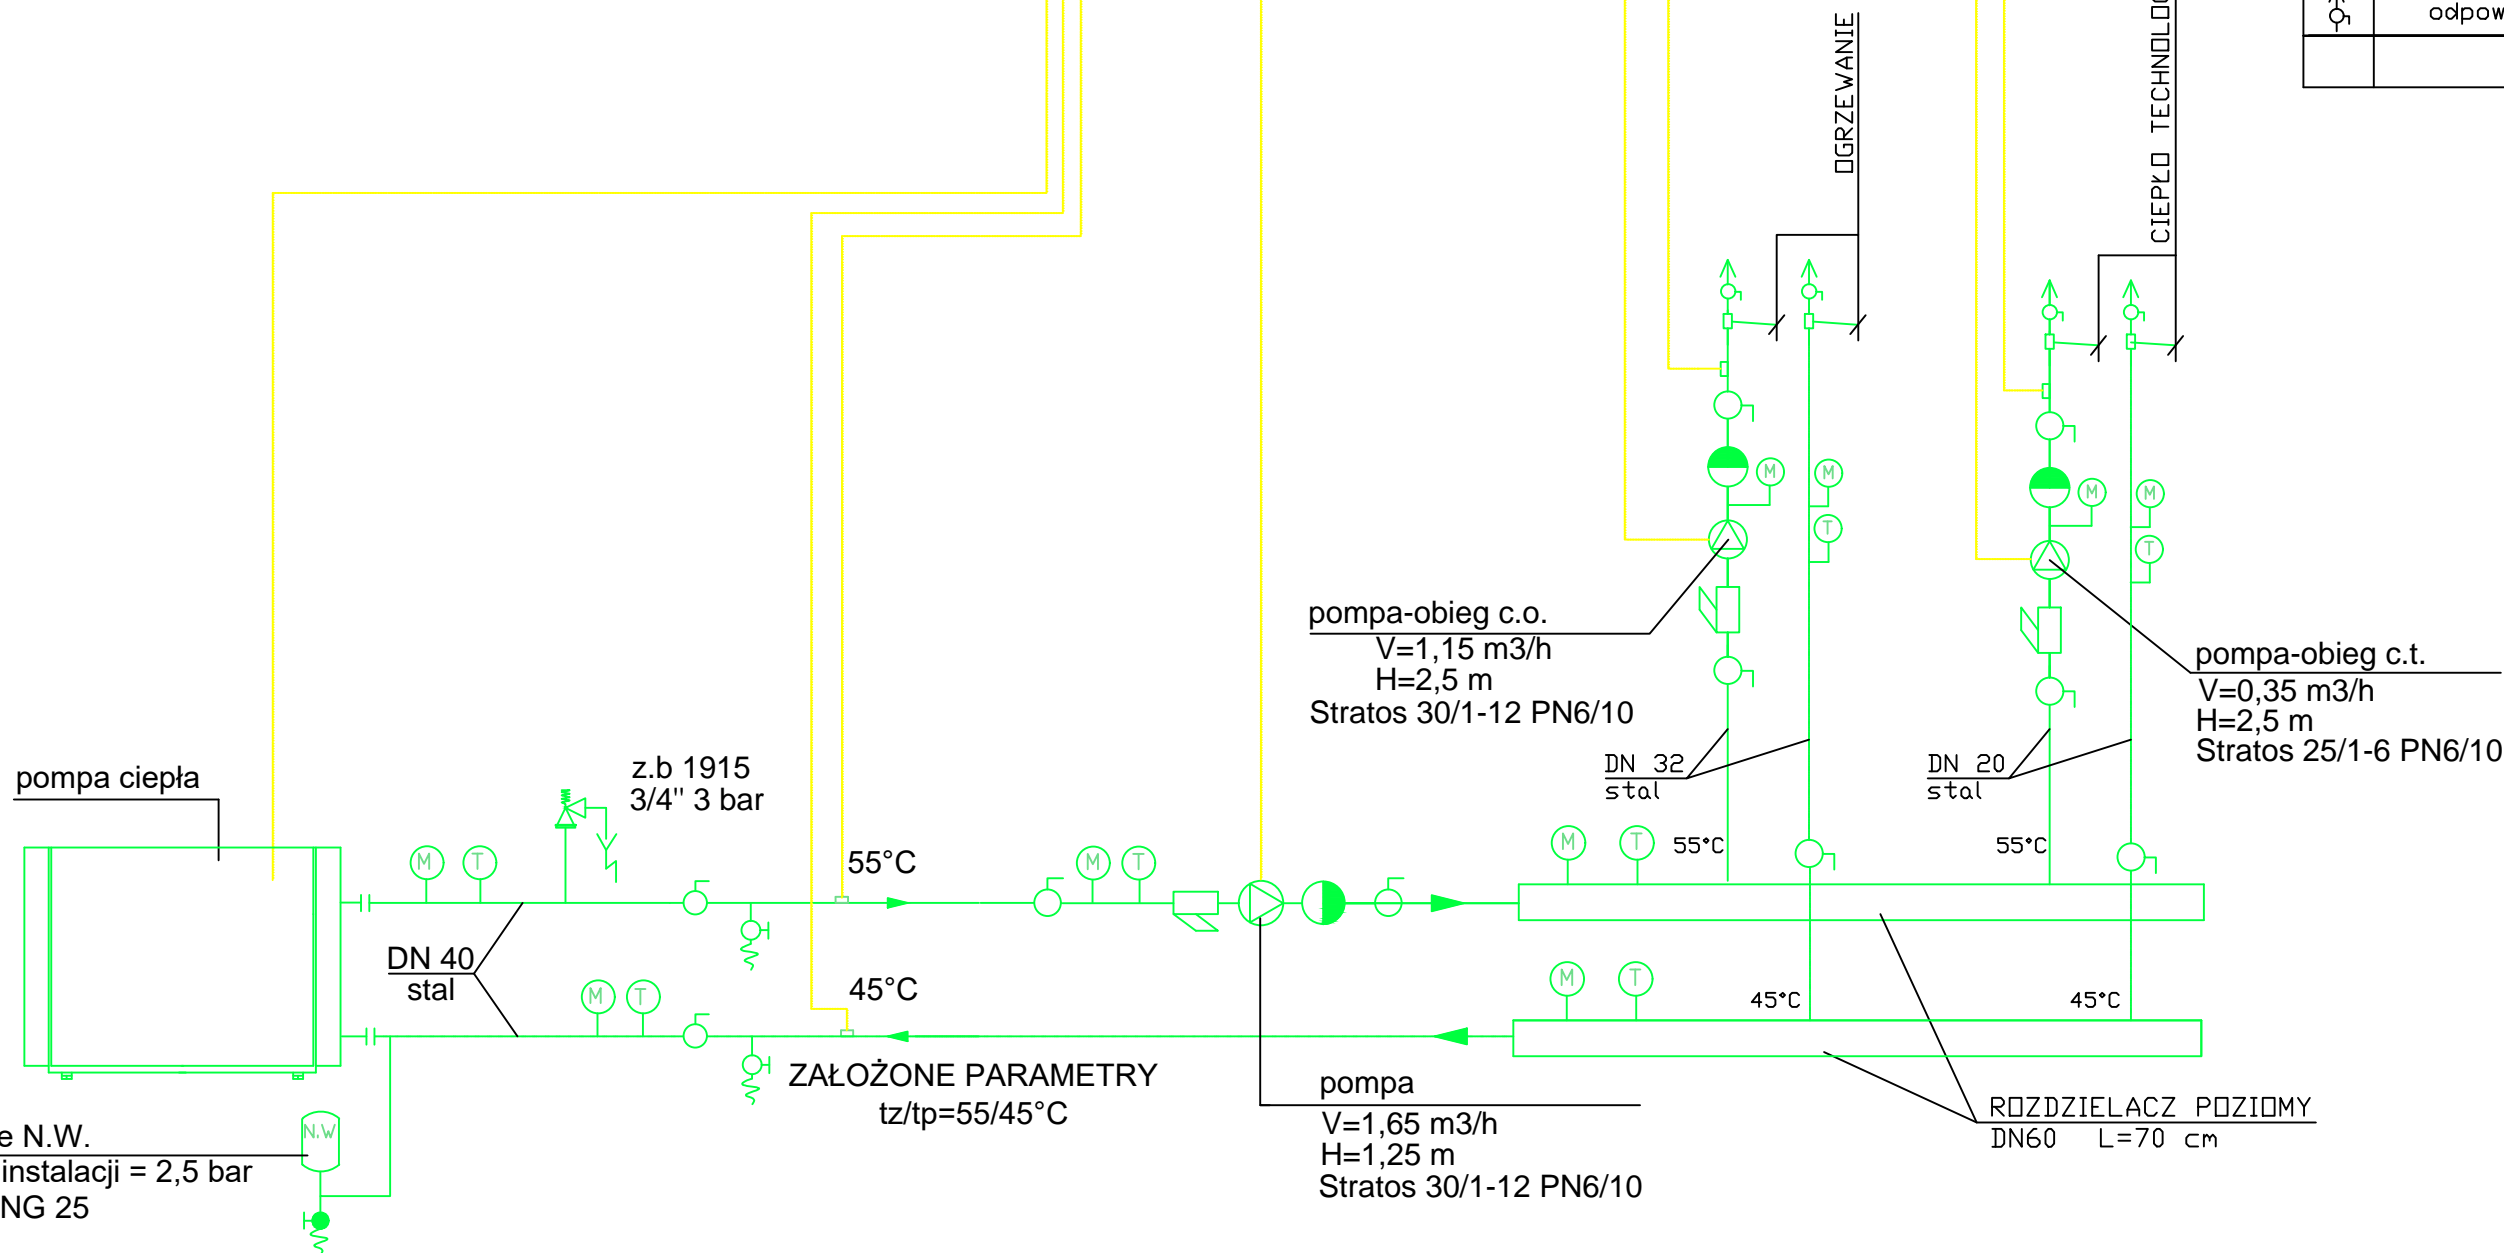 odpow
OGRZEWANIE
CIEPŁO TECHNOLOG
M
M
T
M
M
T
pompa-obieg c.o.
V=1,15 m3/h
H=2,5 m
Stratos 30/1-12 PN6/10
pompa-obieg c.t.
V=0,35 m3/h
H=2,5 m
Stratos 25/1-6 PN6/10
DN 32
stal
DN 20
stal
pompa ciepła
z.b 1915
3/4" 3 bar
M T
55°C
M T
M T
55°C
55°C
DN 40
stal
M T
45°C
M T
45°C
45°C
ZAŁOŻONE PARAMETRY
tz/tp=55/45°C
pompa
V=1,65 m3/h
H=1,25 m
Stratos 30/1-12 PN6/10
ROZDZIELACZ POZIOMY
DN60 L=70 cm
N.W
e N.W.
instalacji = 2,5 bar
NG 25